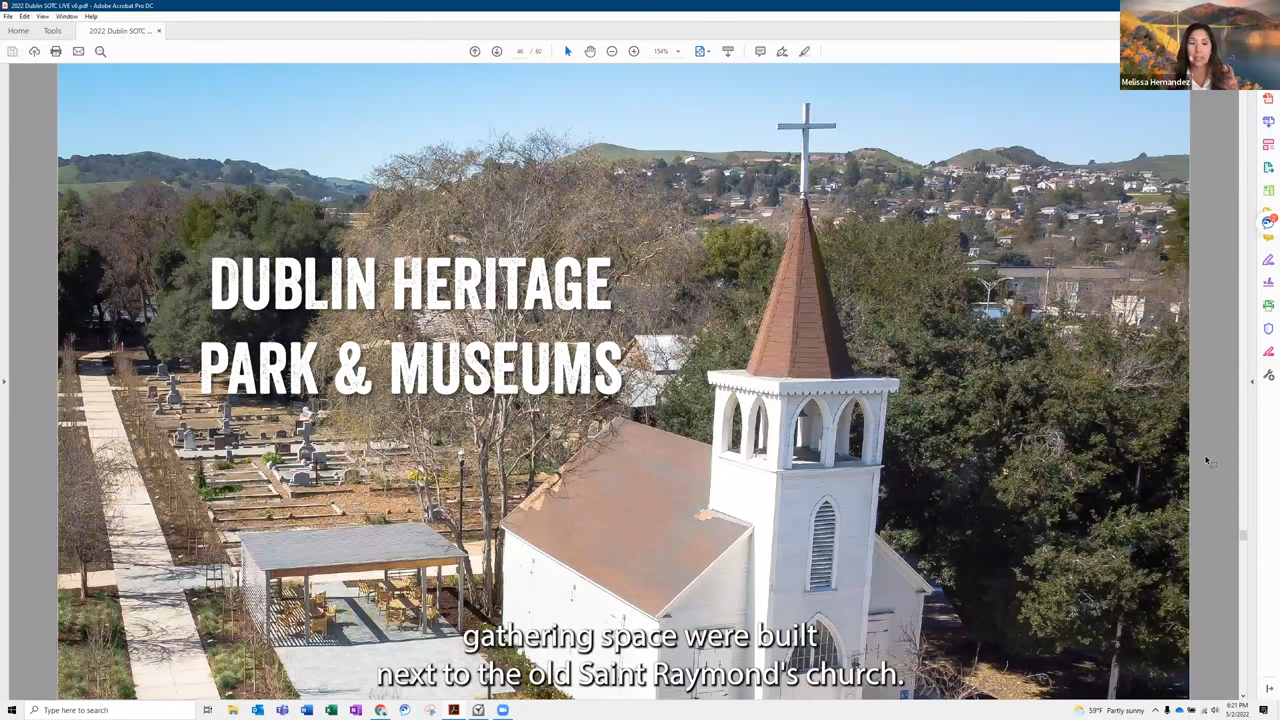 2022 Dublin SOTC LIVE v6.pdf - Adobe Acrobat Pro DC
File Edit View Window Help
Home Tools 2022 Dublin SOTC ... ×
46 / 60 154%
Melissa Hernandez
DUBLIN HERITAGE
PARK & MUSEUMS
gathering space were built
next to the old Saint Raymond's church.
Type here to search
59°F Partly sunny
6:21 PM
5/2/2022